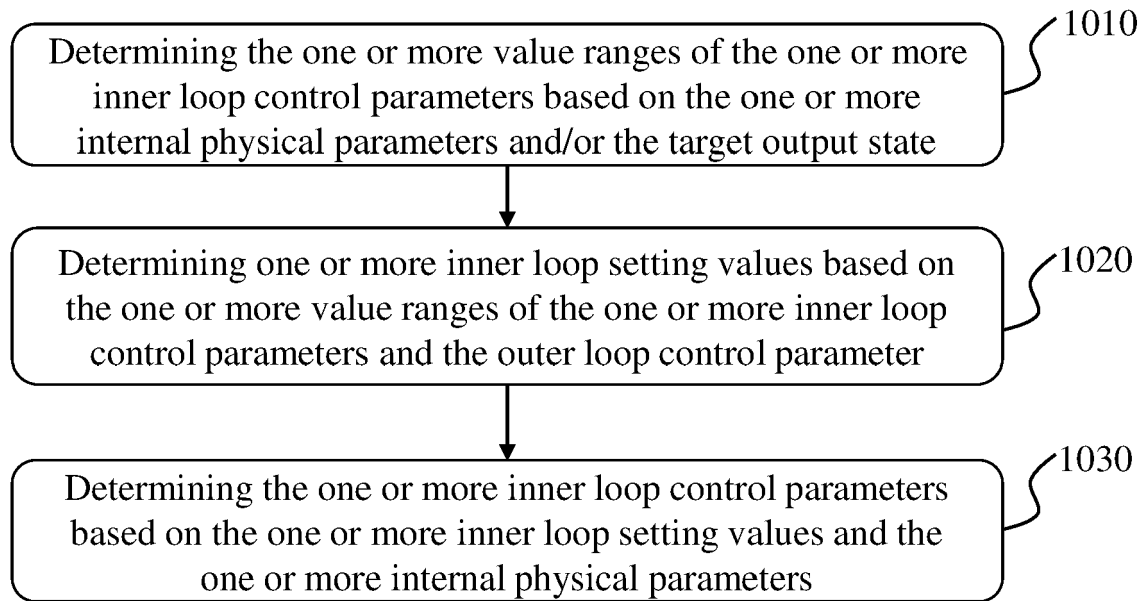 1010
Determining the one or more value ranges of the one or more
inner loop control parameters based on the one or more
internal physical parameters and/or the target output state
1020
Determining one or more inner loop setting values based on
the one or more value ranges of the one or more inner loop
control parameters and the outer loop control parameter
1030
Determining the one or more inner loop control parameters
based on the one or more inner loop setting values and the
one or more internal physical parameters